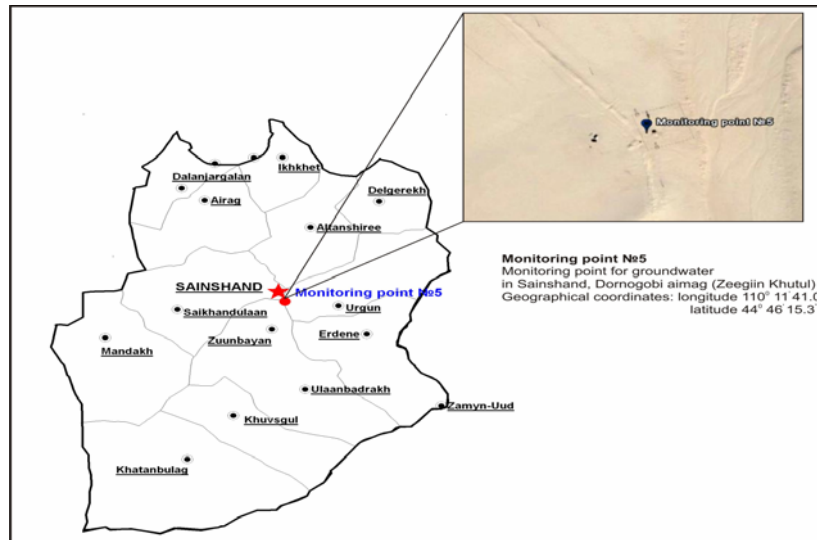 Monitoring point №5
Ikhkhet
Dalanjargalan
Airag
Delgerekh
Altanshiree
Monitoring point №5
Monitoring point for groundwater
in Sainshand, Dornogobi aimag (Zeegiin Khutul)
Geographical coordinates: longitude 110° 11'41.0
latitude 44° 46'15.3
SAINSHAND
Monitoring point №5
Saikhandulaan
Urgun
Zuunbayan
Erdene
Mandakh
Ulaanbadrakh
Zamyn-Uud
Khuvsgul
Khatanbulag